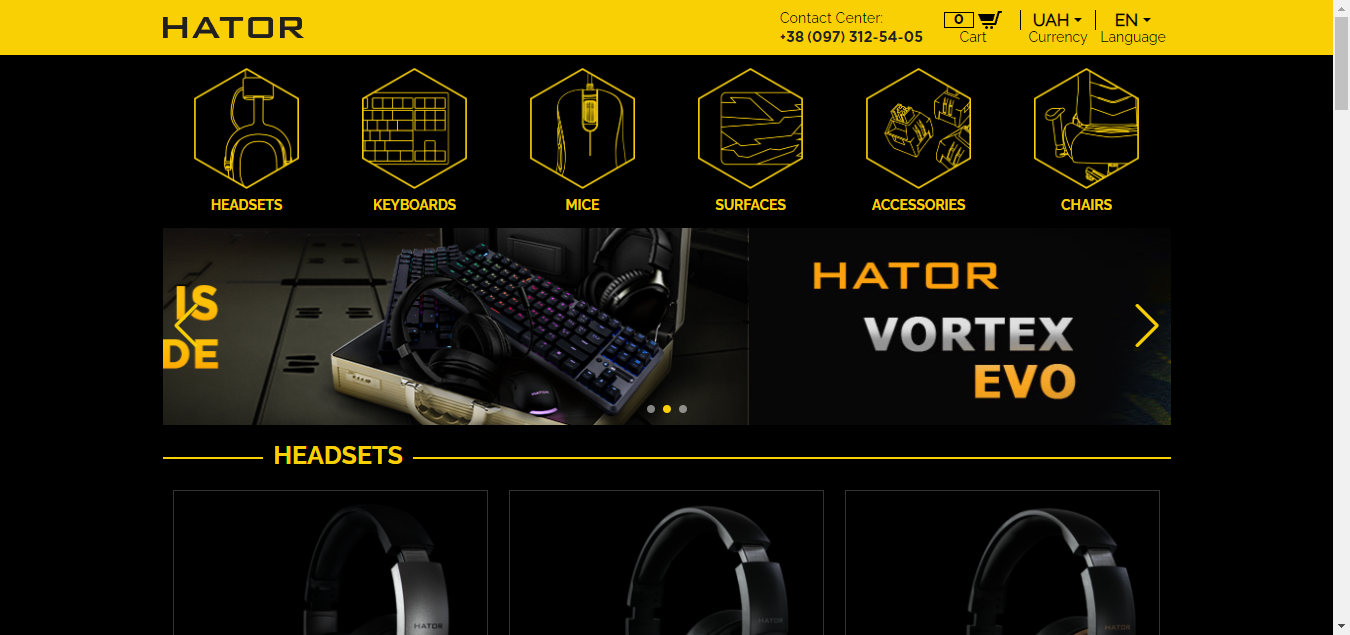 HATOR
Contact Center:
+38 (097) 312-54-05
0
Cart
UAH
Currency
EN
Language
HEADSETS
KEYBOARDS
MICE
SURFACES
ACCESSORIES
CHAIRS
IS
DE
HATOR
HATOR
VORTEX
EVO
HEADSETS
HATOR
HATOR
HATOR